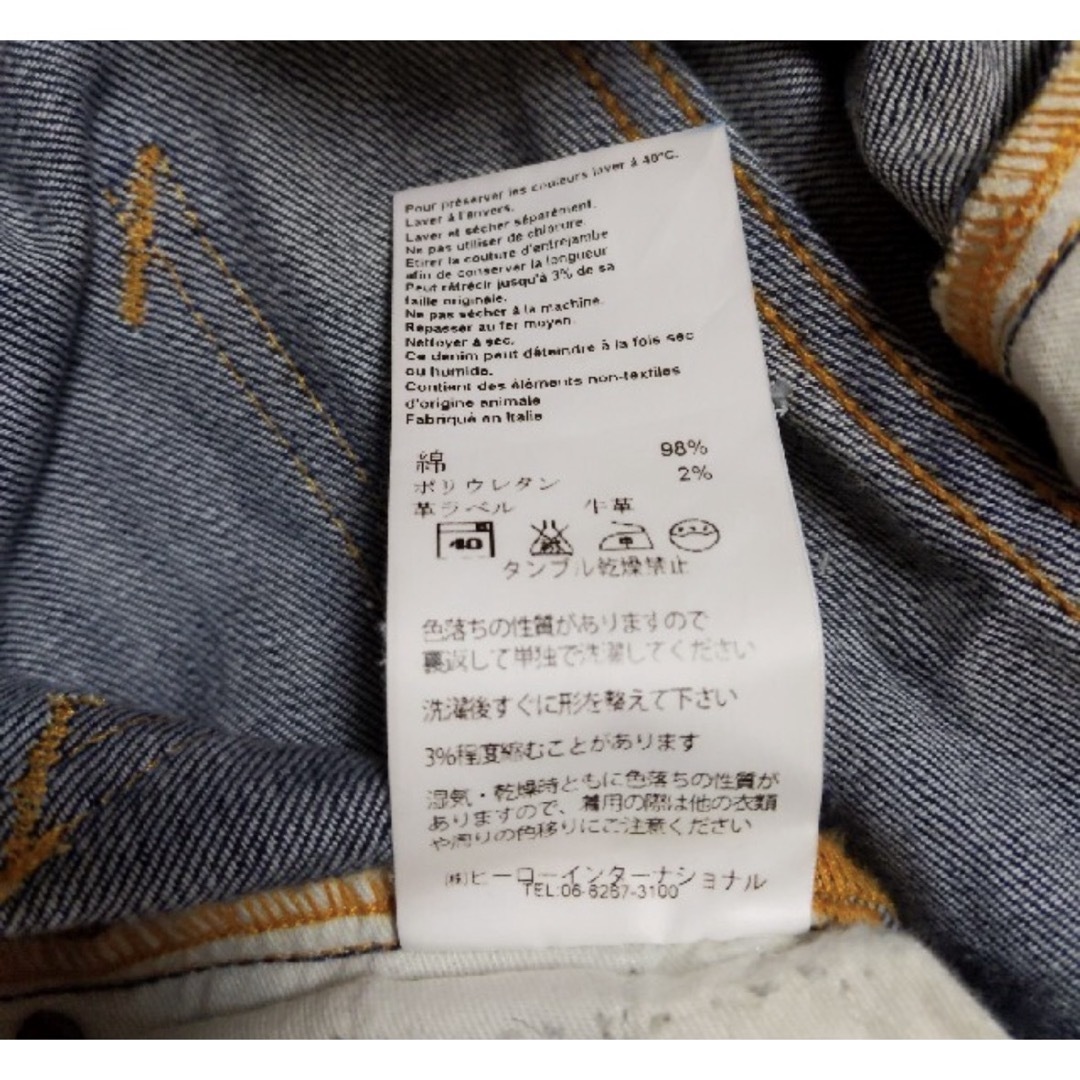 Pour préserver les couleurs laver à 40°C.
Laver à l'envers.
Laver et sécher séparément.
Ne pas utiliser de chlorure.
Etirer la couture d'entrejambe
afin de conserver la longueur
Peut rétrécir jusqu'à 3% de sa
taille originale.
Ne pas sécher à la machine.
Repasser au fer moyen.
Nettoyer à sec.
Ce denim peut déteindre à la fois sec
ou humide.
Contient des éléments non-textiles
d'origine animale
Fabriqué en Italie
綿 98%
ポリウレタン 2%
革ラベル 牛革
40 中
タンブル乾燥禁止
色落ちの性質がありますので
裏返して単独で洗濯してください
洗濯後すぐに形を整えて下さい
3%程度縮むことがあります
湿気・乾燥時ともに色落ちの性質が
ありますので、着用の際は他の衣類
や周りの色移りにご注意ください
㈱ヒーローインターナショナル
TEL:06-6267-3100